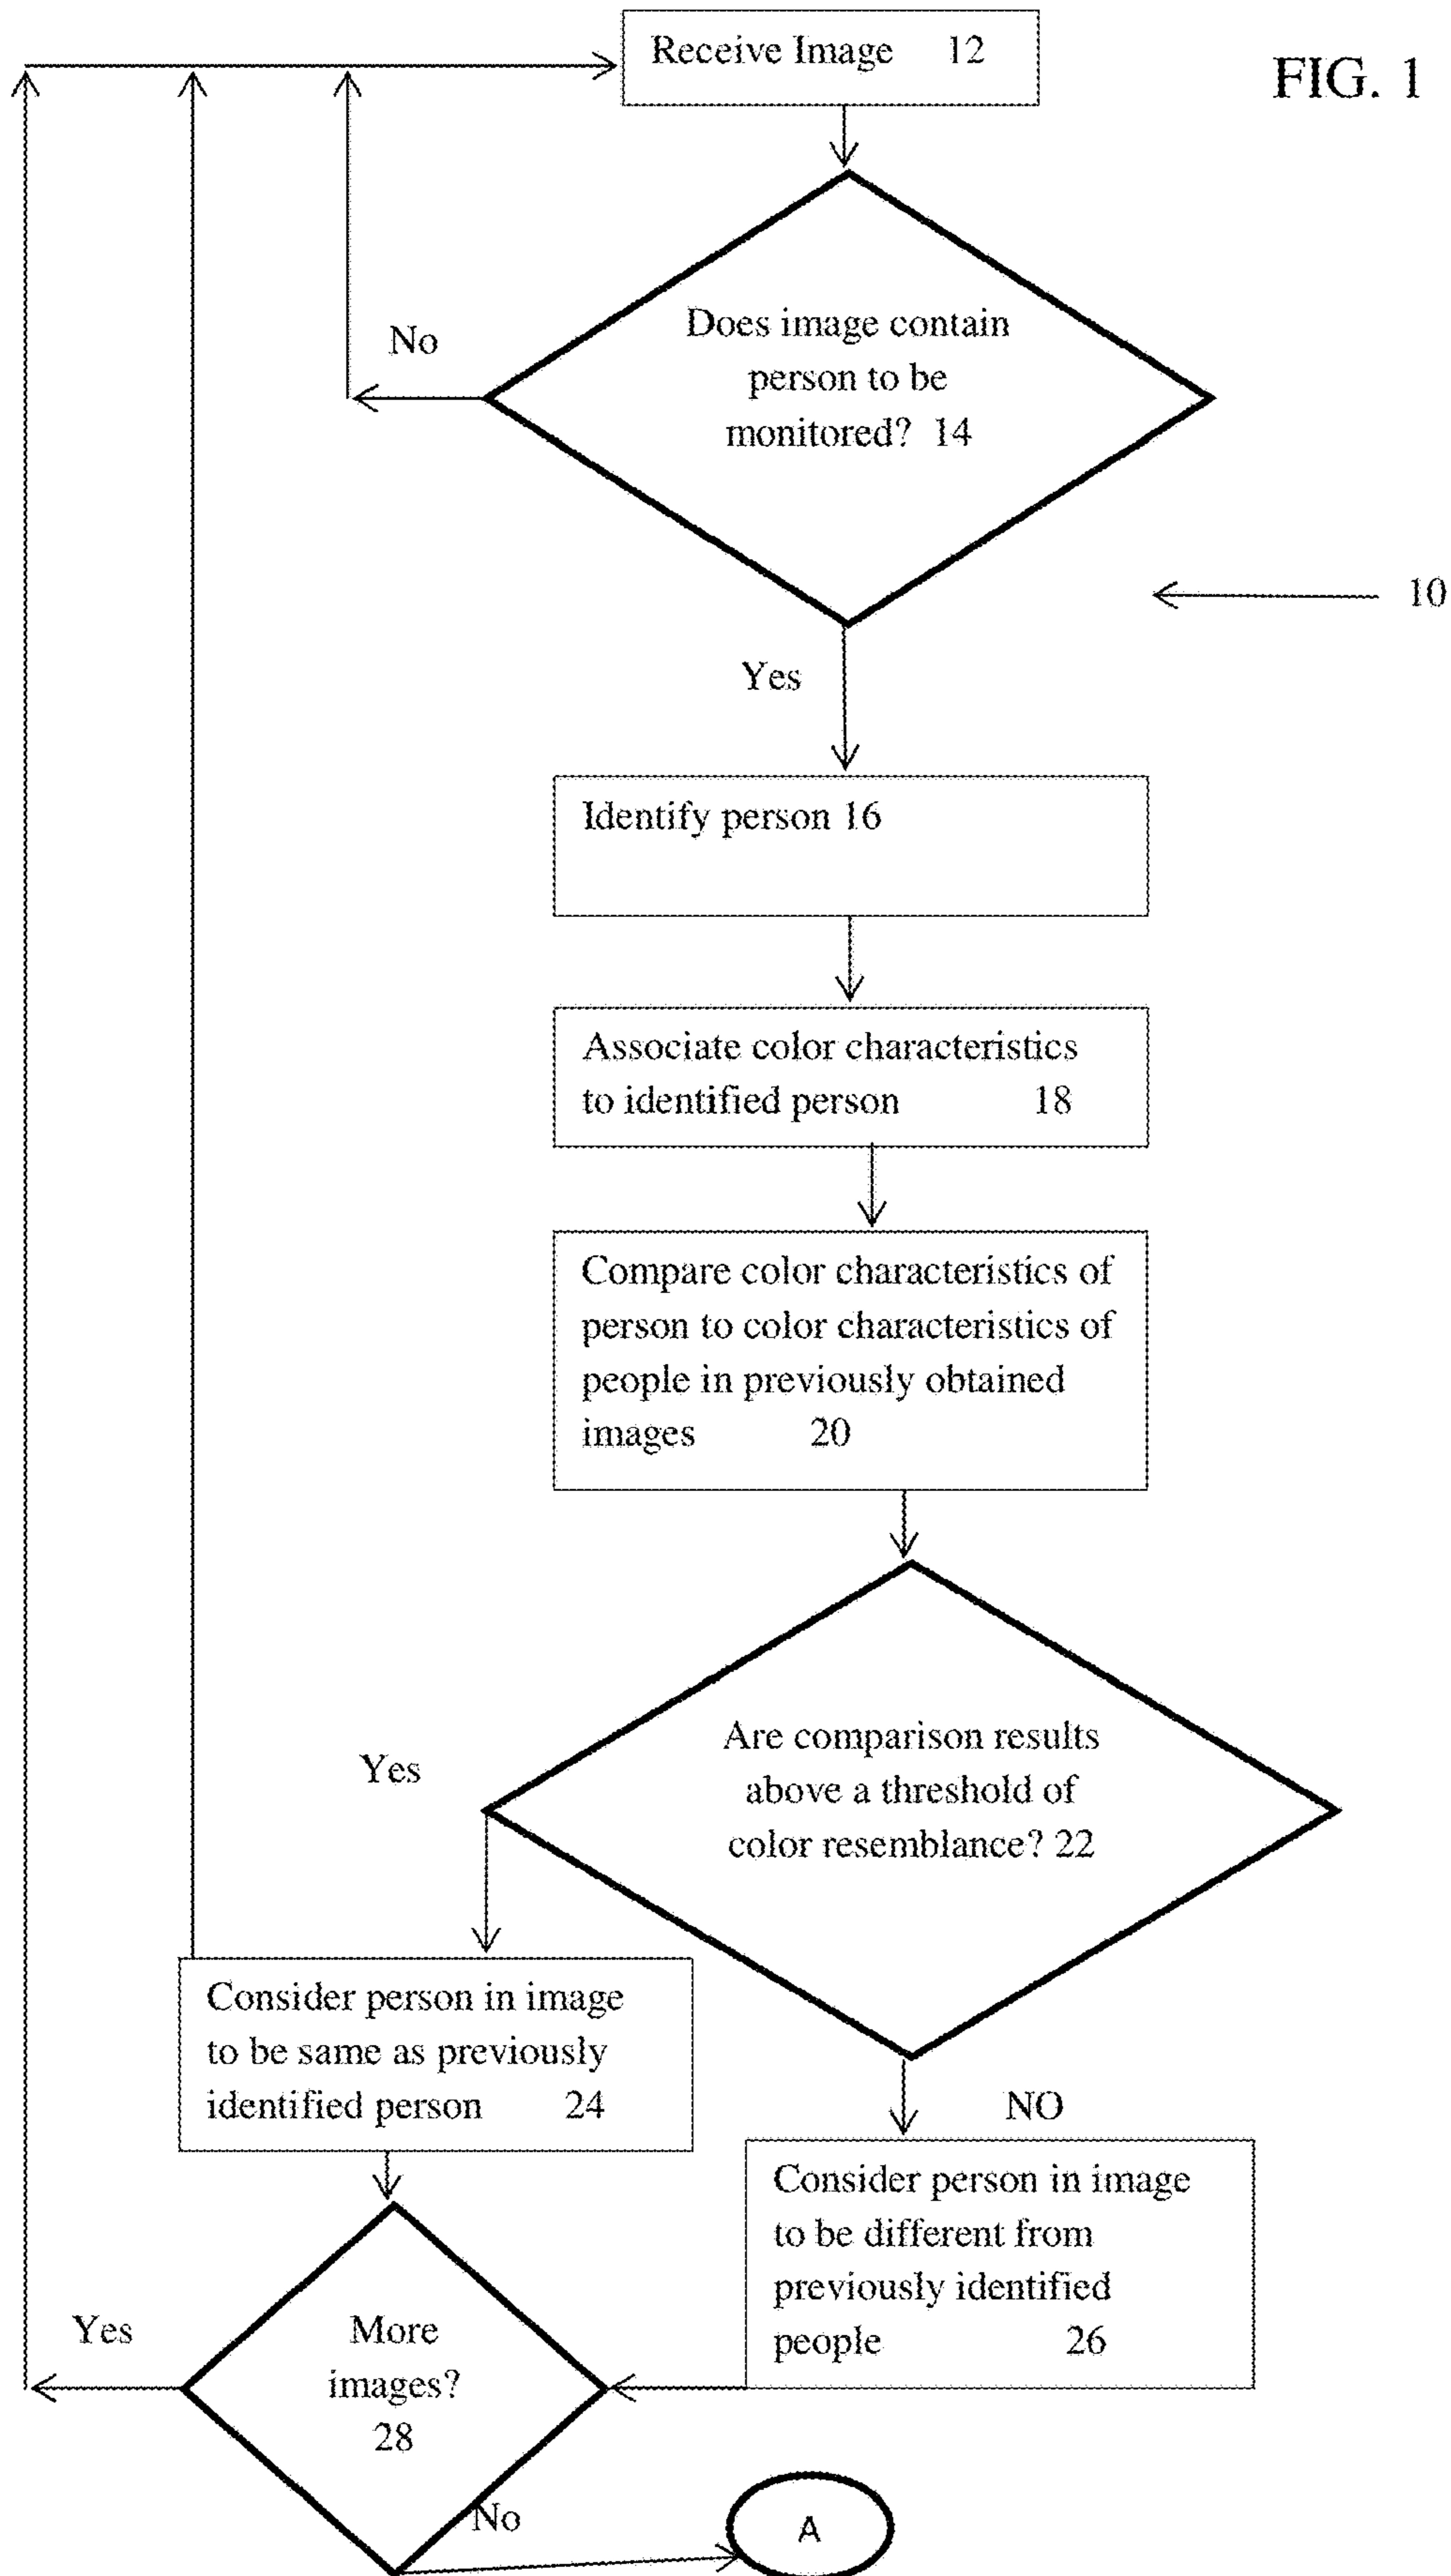 FIG. 1
Receive Image 12
Does image contain
person to be
monitored? 14
No
10
Yes
Identify person 16
Associate color characteristics
to identified person 18
Compare color characteristics of
person to color characteristics of
people in previously obtained
images 20
Are comparison results
above a threshold of
color resemblance? 22
Yes
Consider person in image
to be same as previously
identified person 24
NO
Consider person in image
to be different from
previously identified
people 26
Yes
More
images?
28
No
A